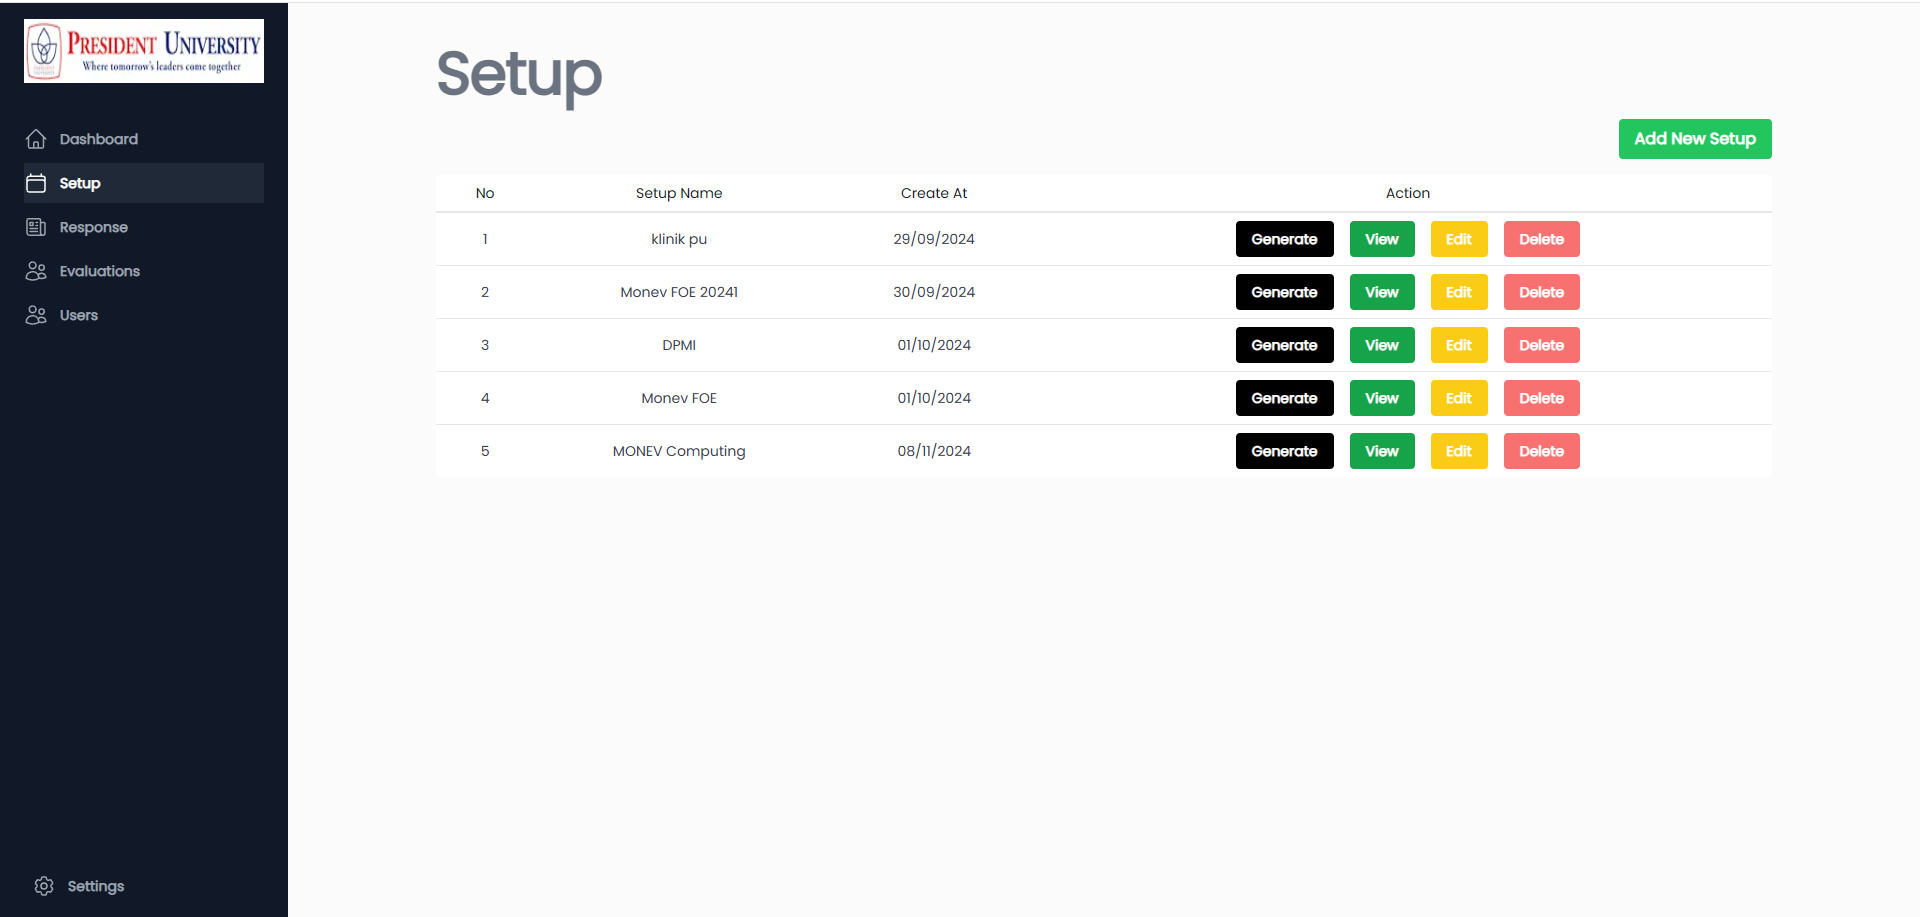 PRESIDENT UNIVERSITY
Where tomorrow's leaders come together
Dashboard
Setup
Response
Evaluations
Users
Settings
Setup
Add New Setup
No Setup Name Create At Action
1 klinik pu 29/09/2024 Generate View Edit Delete
2 Monev FOE 20241 30/09/2024 Generate View Edit Delete
3 DPMI 01/10/2024 Generate View Edit Delete
4 Monev FOE 01/10/2024 Generate View Edit Delete
5 MONEV Computing 08/11/2024 Generate View Edit Delete